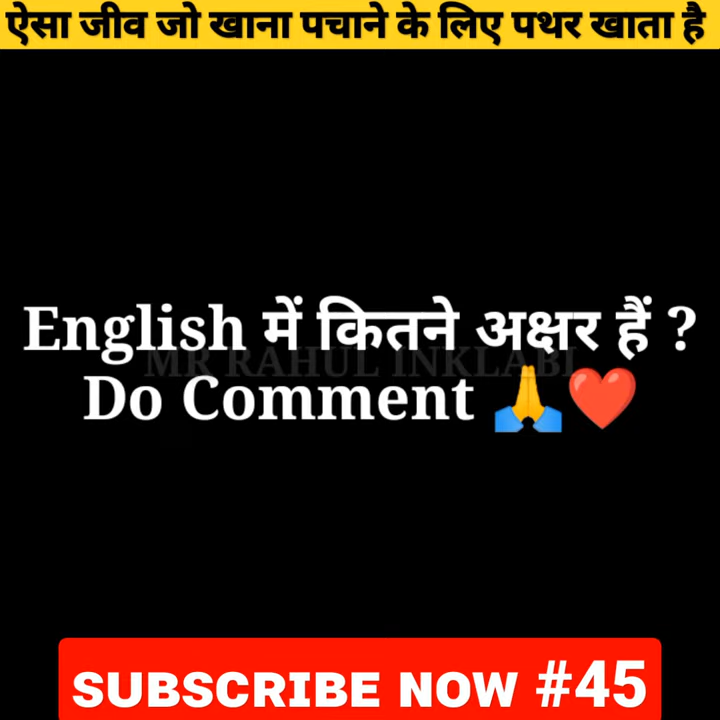 ऐसा जीव जो खाना पचाने के लिए पथर खाता है
English में कितने अक्षर हैं ?
MR RAHUL INKLABI
Do Comment 🙏❤️
SUBSCRIBE NOW #45